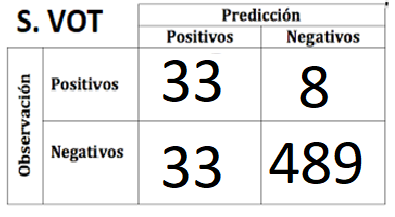 S. VOT
Predicción
Positivos Negativos
Observación
Positivos 33 8
Negativos 33 489